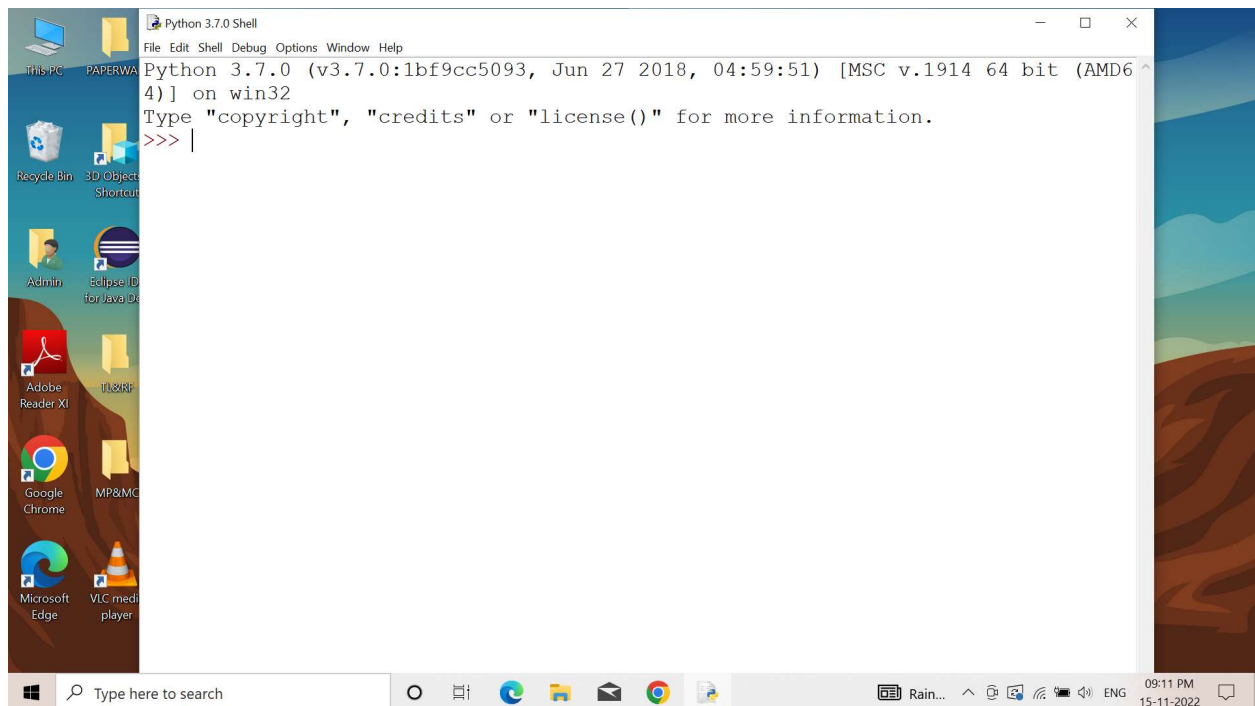 Python 3.7.0 Shell
File Edit Shell Debug Options Window Help
Python 3.7.0 (v3.7.0:1bf9cc5093, Jun 27 2018, 04:59:51) [MSC v.1914 64 bit (AMD6
4)] on win32
Type "copyright", "credits" or "license()" for more information.
>>>
This PC
PAPERWA
Recycle Bin
3D Objects
Shortcut
Admin
Eclipse ID
for Java De
Adobe
Reader XI
TL&RF
Google
Chrome
MP&MC
Microsoft
Edge
VLC medi
player
Type here to search
Rain...
ENG
09:11 PM
15-11-2022